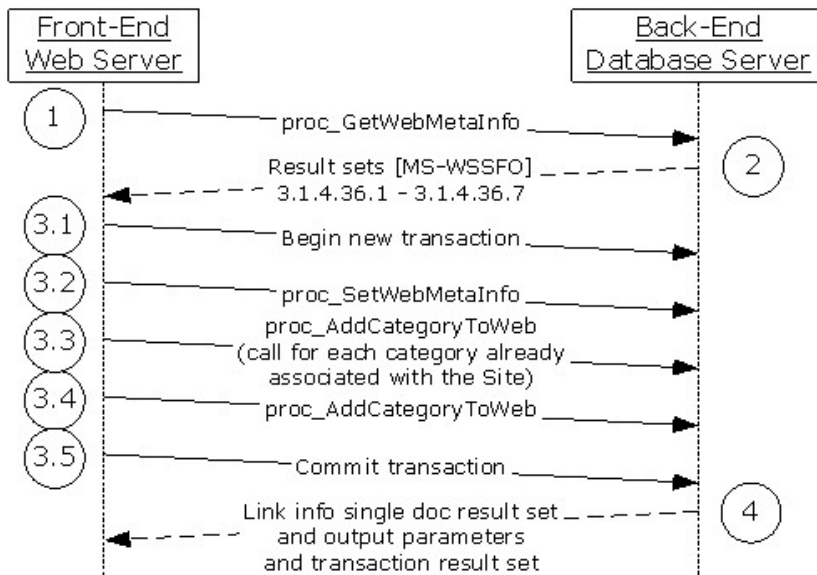 Front-End
Web Server
Back-End
Database Server
1
proc_GetWebMetaInfo
Result sets [MS-WSSFO]
3.1.4.36.1 – 3.1.4.36.7
2
3.1
Begin new transaction
3.2
proc_SetWebMetaInfo
3.3
proc_AddCategoryToWeb
(call for each category already
associated with the Site)
3.4
proc_AddCategoryToWeb
3.5
Commit transaction
Link info single doc result set
and output parameters
and transaction result set
4